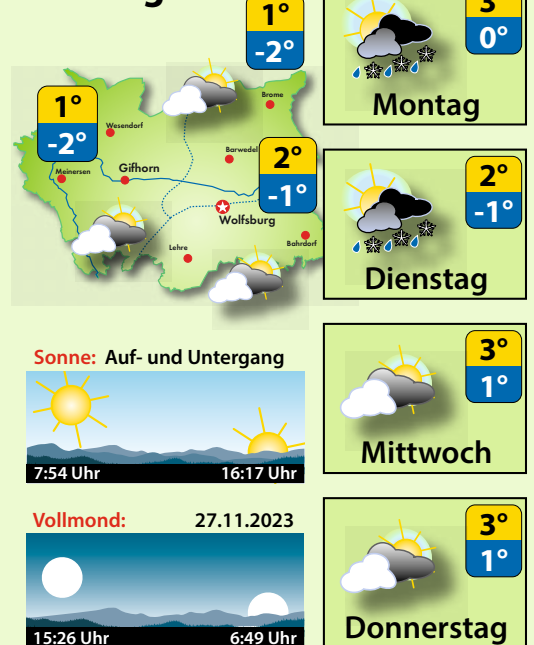 1°
-2°
1°
-2°
Brome
Wesendorf
Barwedel
2°
-1°
Meinersen
Gifhorn
Wolfsburg
Lehre
Bahrdorf
3°
0°
Montag
2°
-1°
Dienstag
Sonne: Auf- und Untergang
7:54 Uhr 16:17 Uhr
3°
1°
Mittwoch
Vollmond: 27.11.2023
15:26 Uhr 6:49 Uhr
3°
1°
Donnerstag